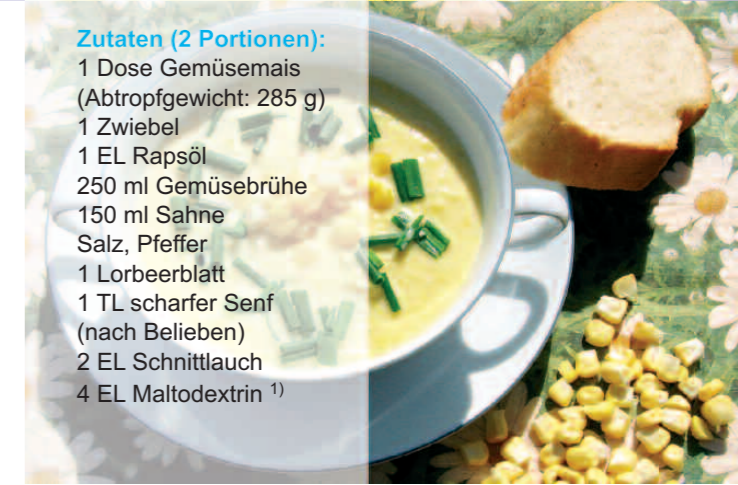 Zutaten (2 Portionen):
1 Dose Gemüsemais
(Abtropfgewicht: 285 g)
1 Zwiebel
1 EL Rapsöl
250 ml Gemüsebrühe
150 ml Sahne
Salz, Pfeffer
1 Lorbeerblatt
1 TL scharfer Senf
(nach Belieben)
2 EL Schnittlauch
4 EL Maltodextrin ¹⁾